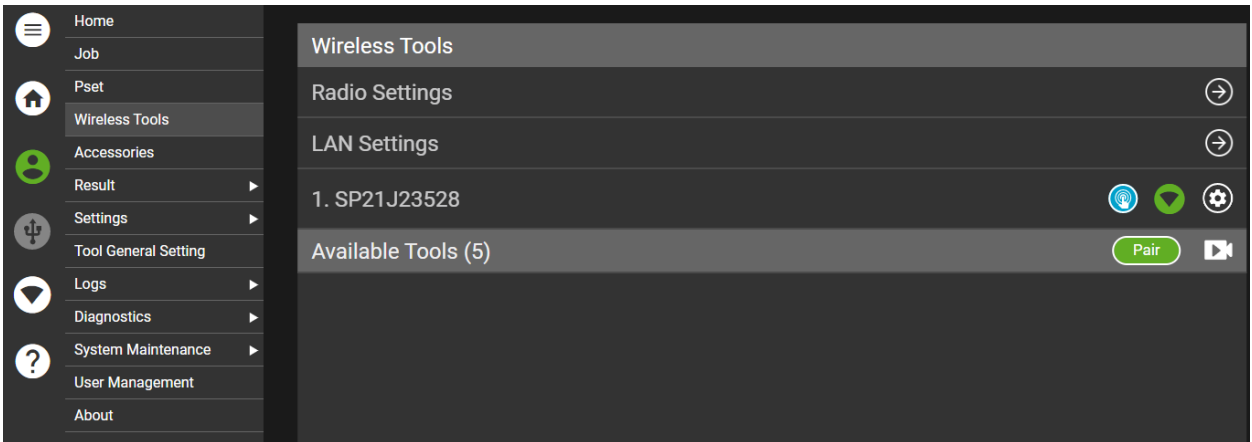 Home
Job
Pset
Wireless Tools
Accessories
Result
Settings
Tool General Setting
Logs
Diagnostics
System Maintenance
User Management
About
Wireless Tools
Radio Settings
LAN Settings
1. SP21J23528
Available Tools (5)
Pair